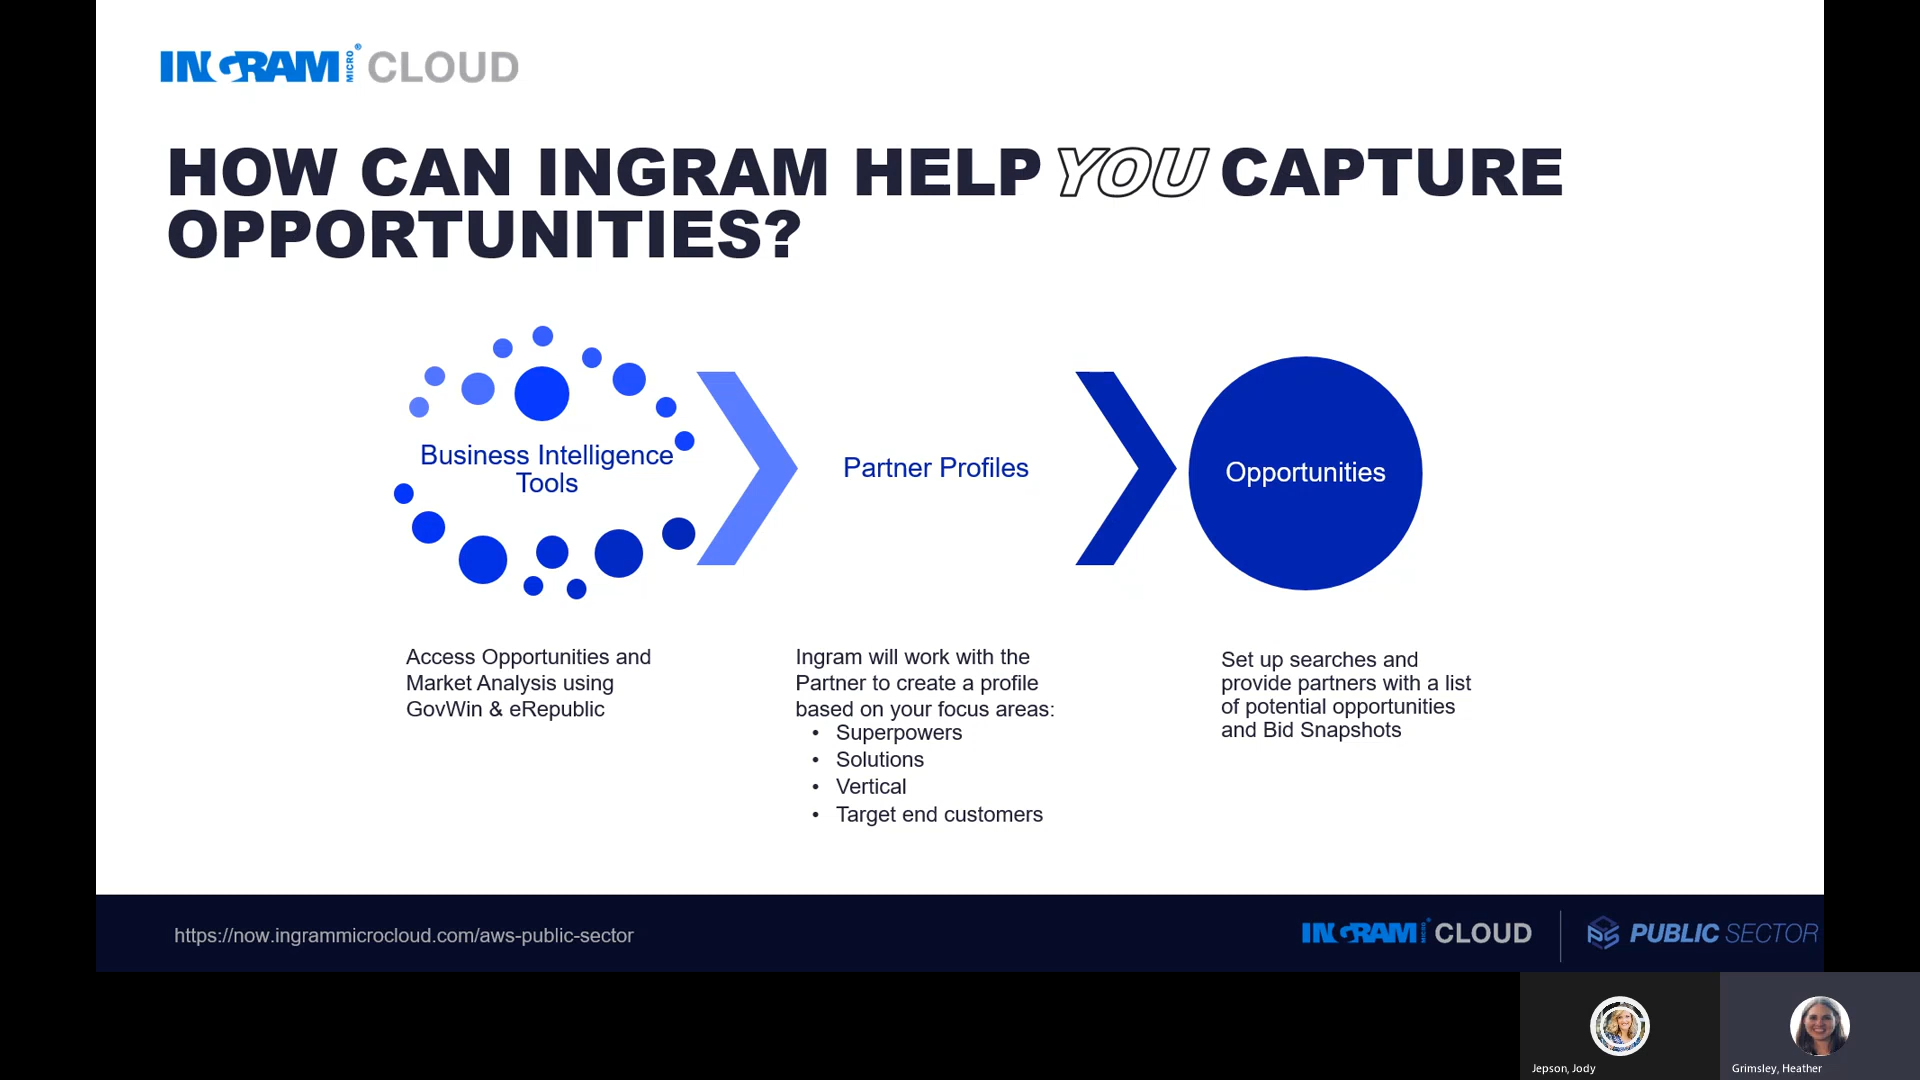 INGRAM MICRO® CLOUD
HOW CAN INGRAM HELP YOU CAPTURE
OPPORTUNITIES?
Business Intelligence
Tools
Partner Profiles
Opportunities
Access Opportunities and
Market Analysis using
GovWin & eRepublic
Ingram will work with the
Partner to create a profile
based on your focus areas:
• Superpowers
• Solutions
• Vertical
• Target end customers
Set up searches and
provide partners with a list
of potential opportunities
and Bid Snapshots
https://now.ingrammicrocloud.com/aws-public-sector
INGRAM MICRO® CLOUD
PS PUBLIC SECTOR
Jepson, Jody
Grimsley, Heather